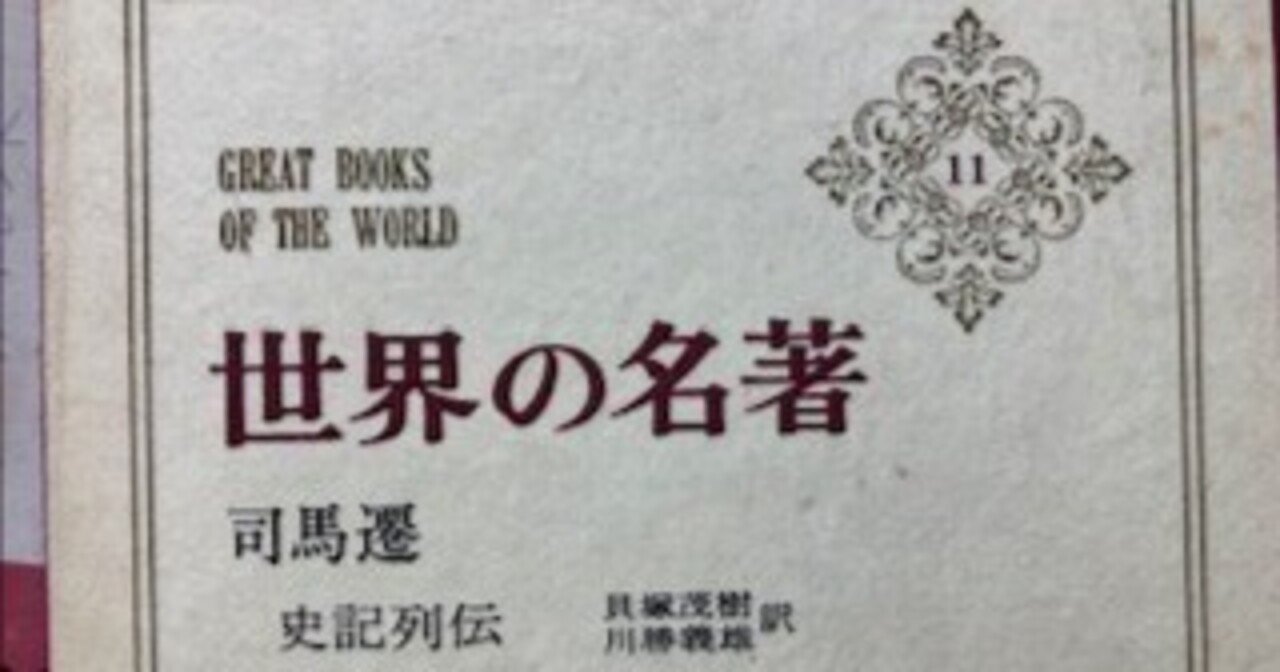 GREAT BOOKS
OF THE WORLD
11
世界の名著
司馬遷
史記列伝
貝塚茂樹
川勝義雄
訳